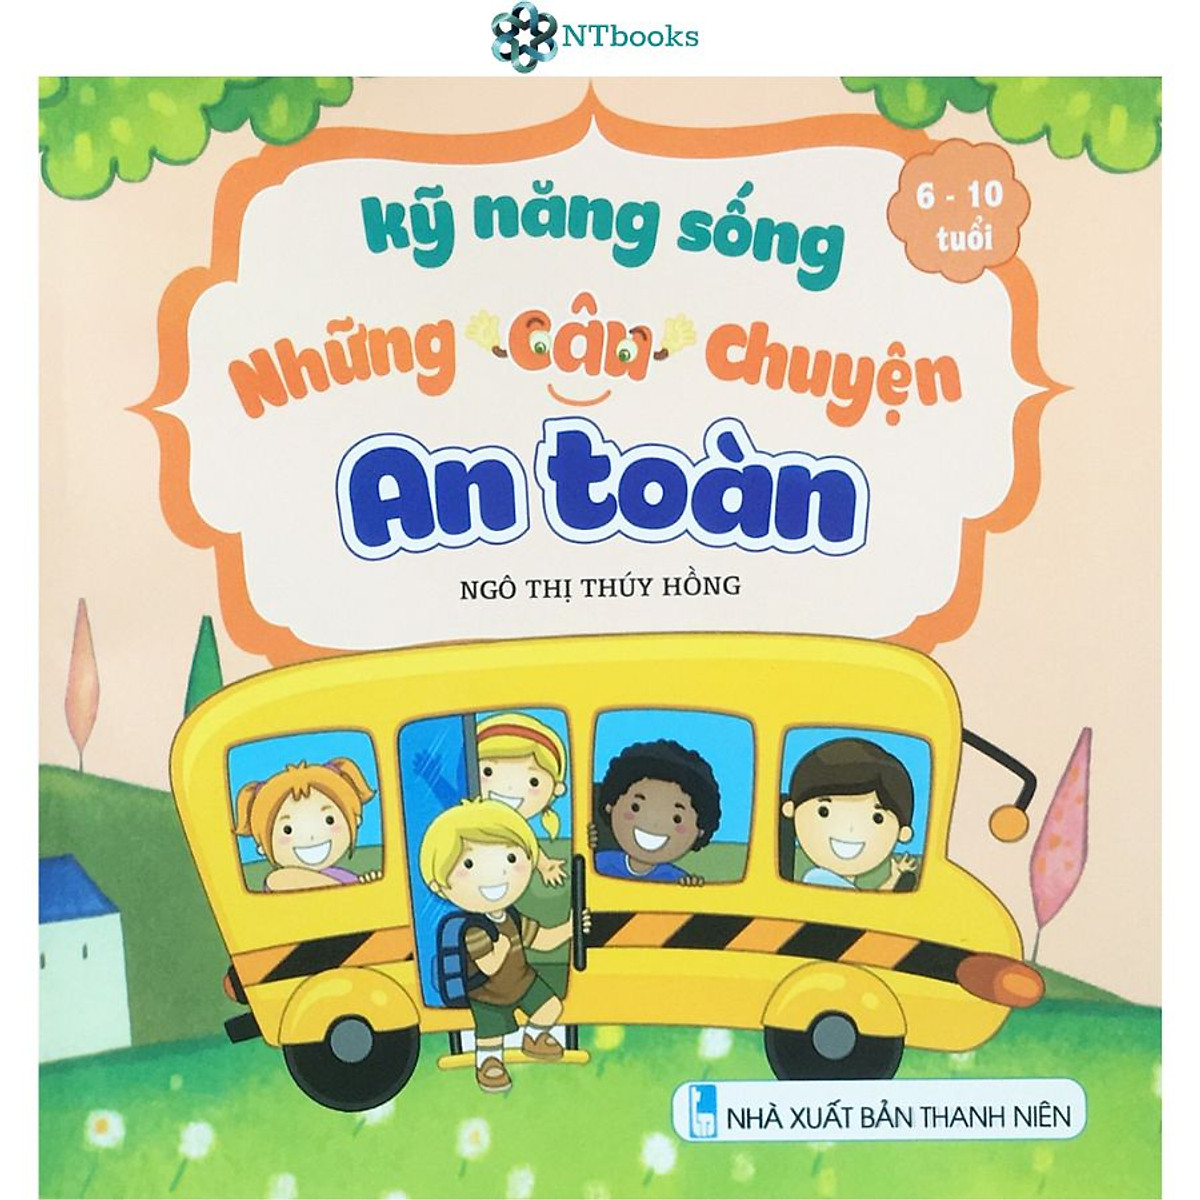 NTbooks
kỹ năng sống
6 - 10
tuổi
Những câu chuyện
An toàn
NGÔ THỊ THÚY HỒNG
NHÀ XUẤT BẢN THANH NIÊN